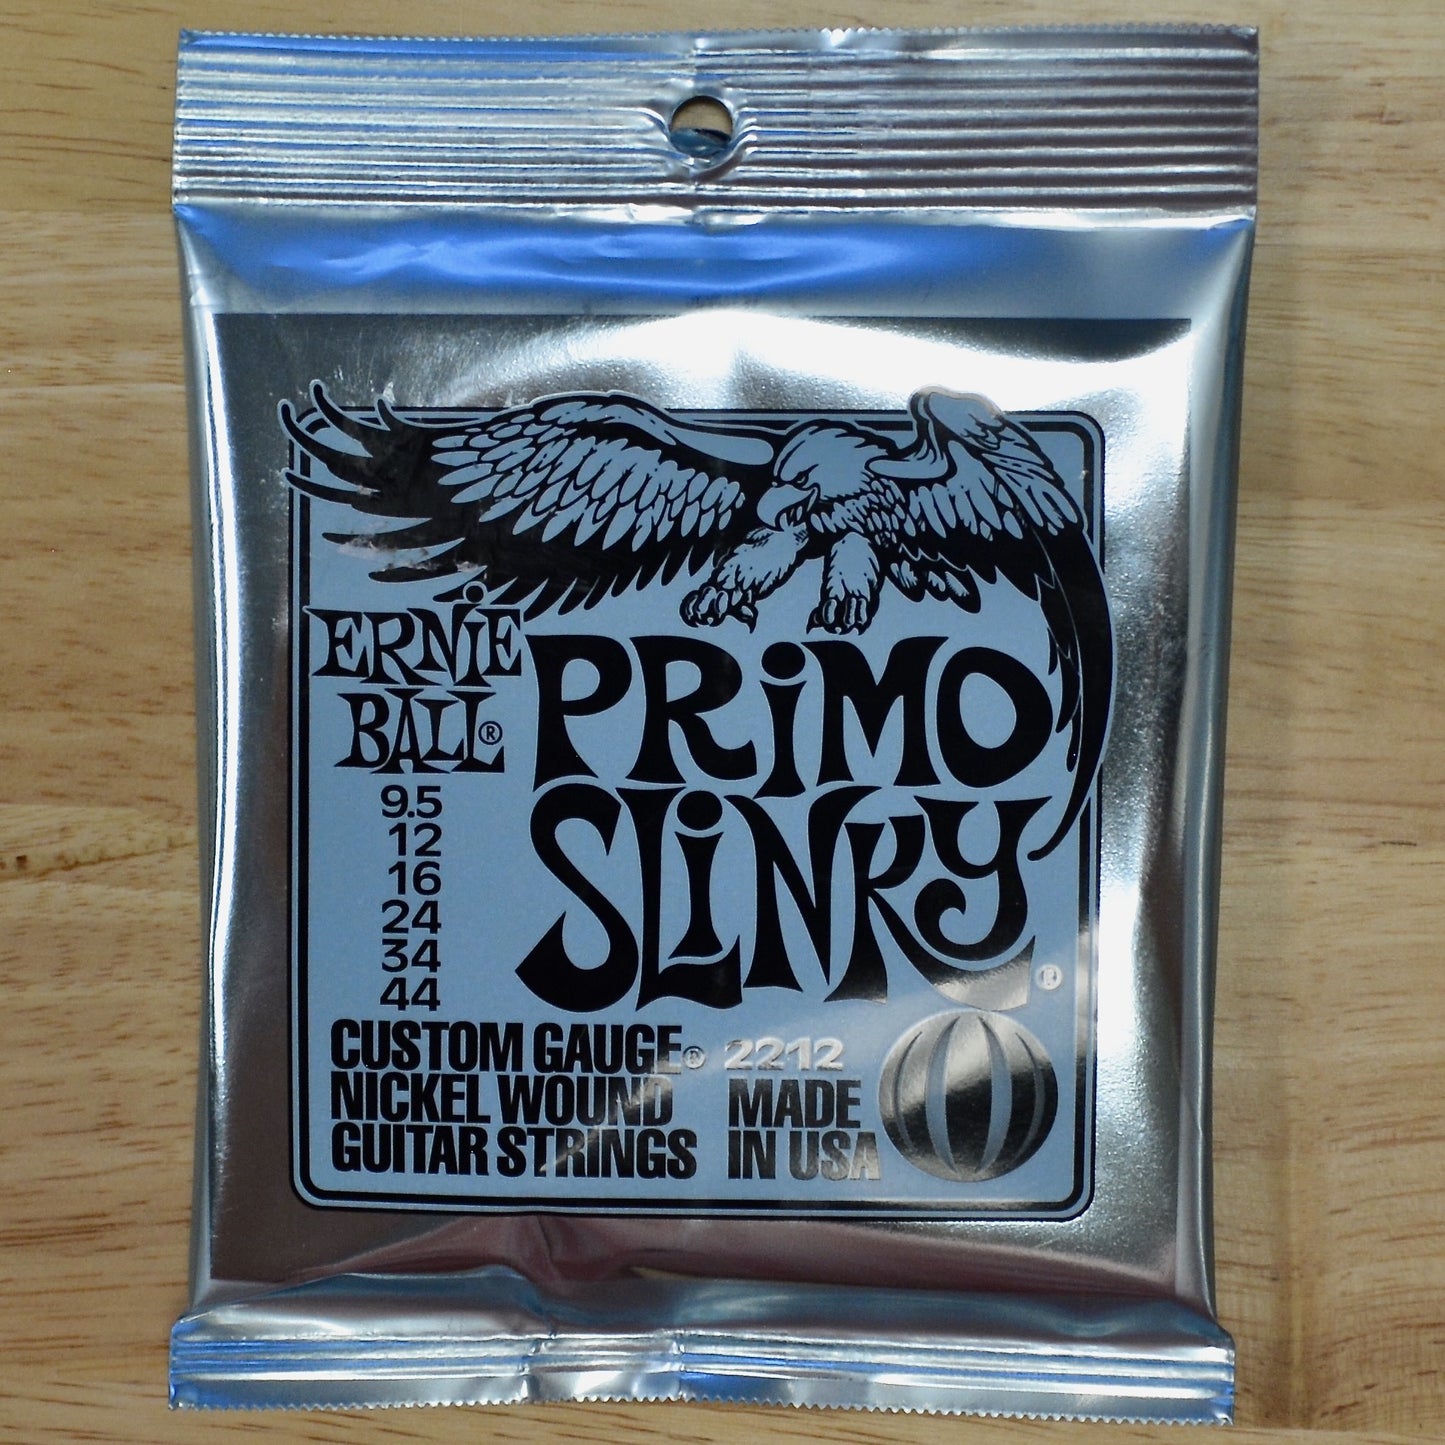 ERNiE
BALL®
PRiMO
SLiNKY®
9.5
12
16
24
34
44
CUSTOM GAUGE®
NICKEL WOUND
GUITAR STRINGS
2212
MADE
IN USA